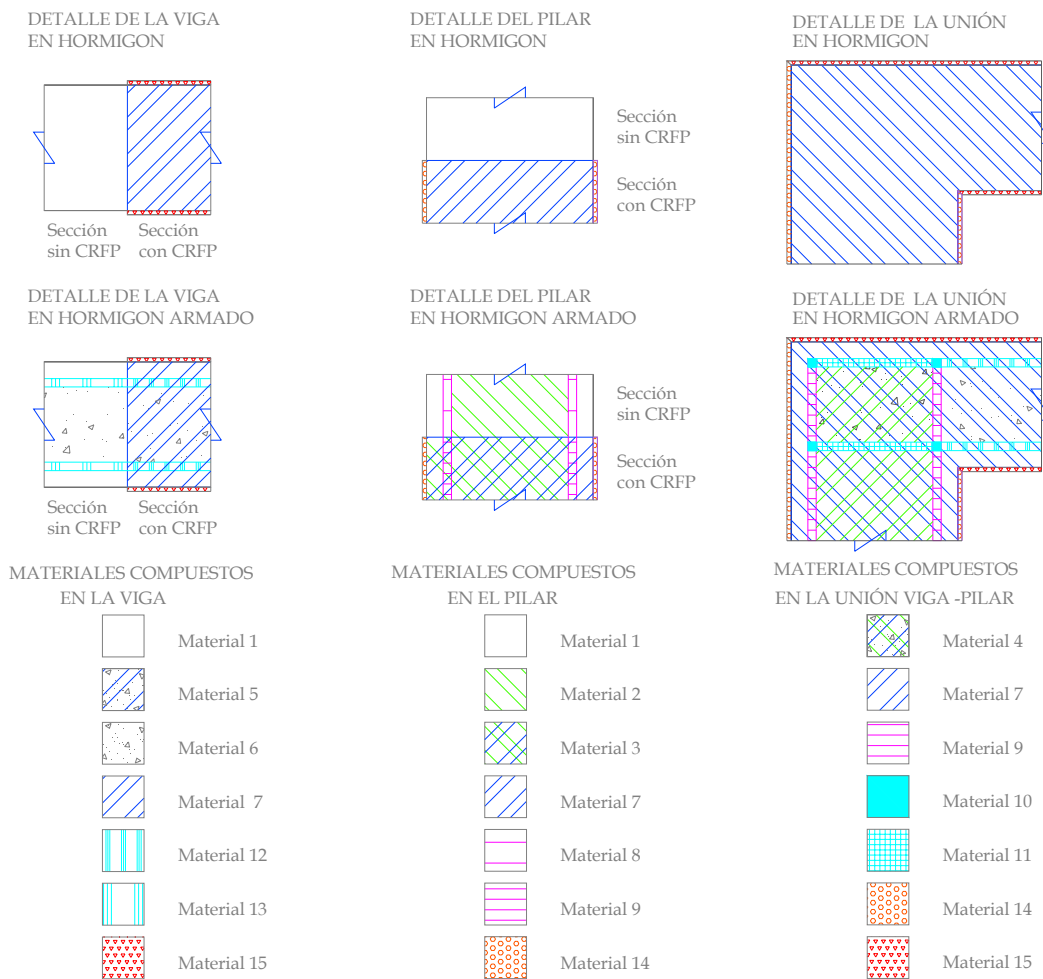 DETALLE DE LA VIGA
EN HORMIGON
DETALLE DEL PILAR
EN HORMIGON
DETALLE DE LA UNIÓN
EN HORMIGON
Sección
sin CRFP
Sección
con CRFP
Sección
sin CRFP
Sección
con CRFP
DETALLE DE LA VIGA
EN HORMIGON ARMADO
DETALLE DEL PILAR
EN HORMIGON ARMADO
DETALLE DE LA UNIÓN
EN HORMIGON ARMADO
Sección
sin CRFP
Sección
con CRFP
Sección
sin CRFP
Sección
con CRFP
MATERIALES COMPUESTOS
EN LA VIGA
Material 1
Material 5
Material 6
Material 7
Material 12
Material 13
Material 15
MATERIALES COMPUESTOS
EN EL PILAR
Material 1
Material 2
Material 3
Material 7
Material 8
Material 9
Material 14
MATERIALES COMPUESTOS
EN LA UNIÓN VIGA -PILAR
Material 4
Material 7
Material 9
Material 10
Material 11
Material 14
Material 15